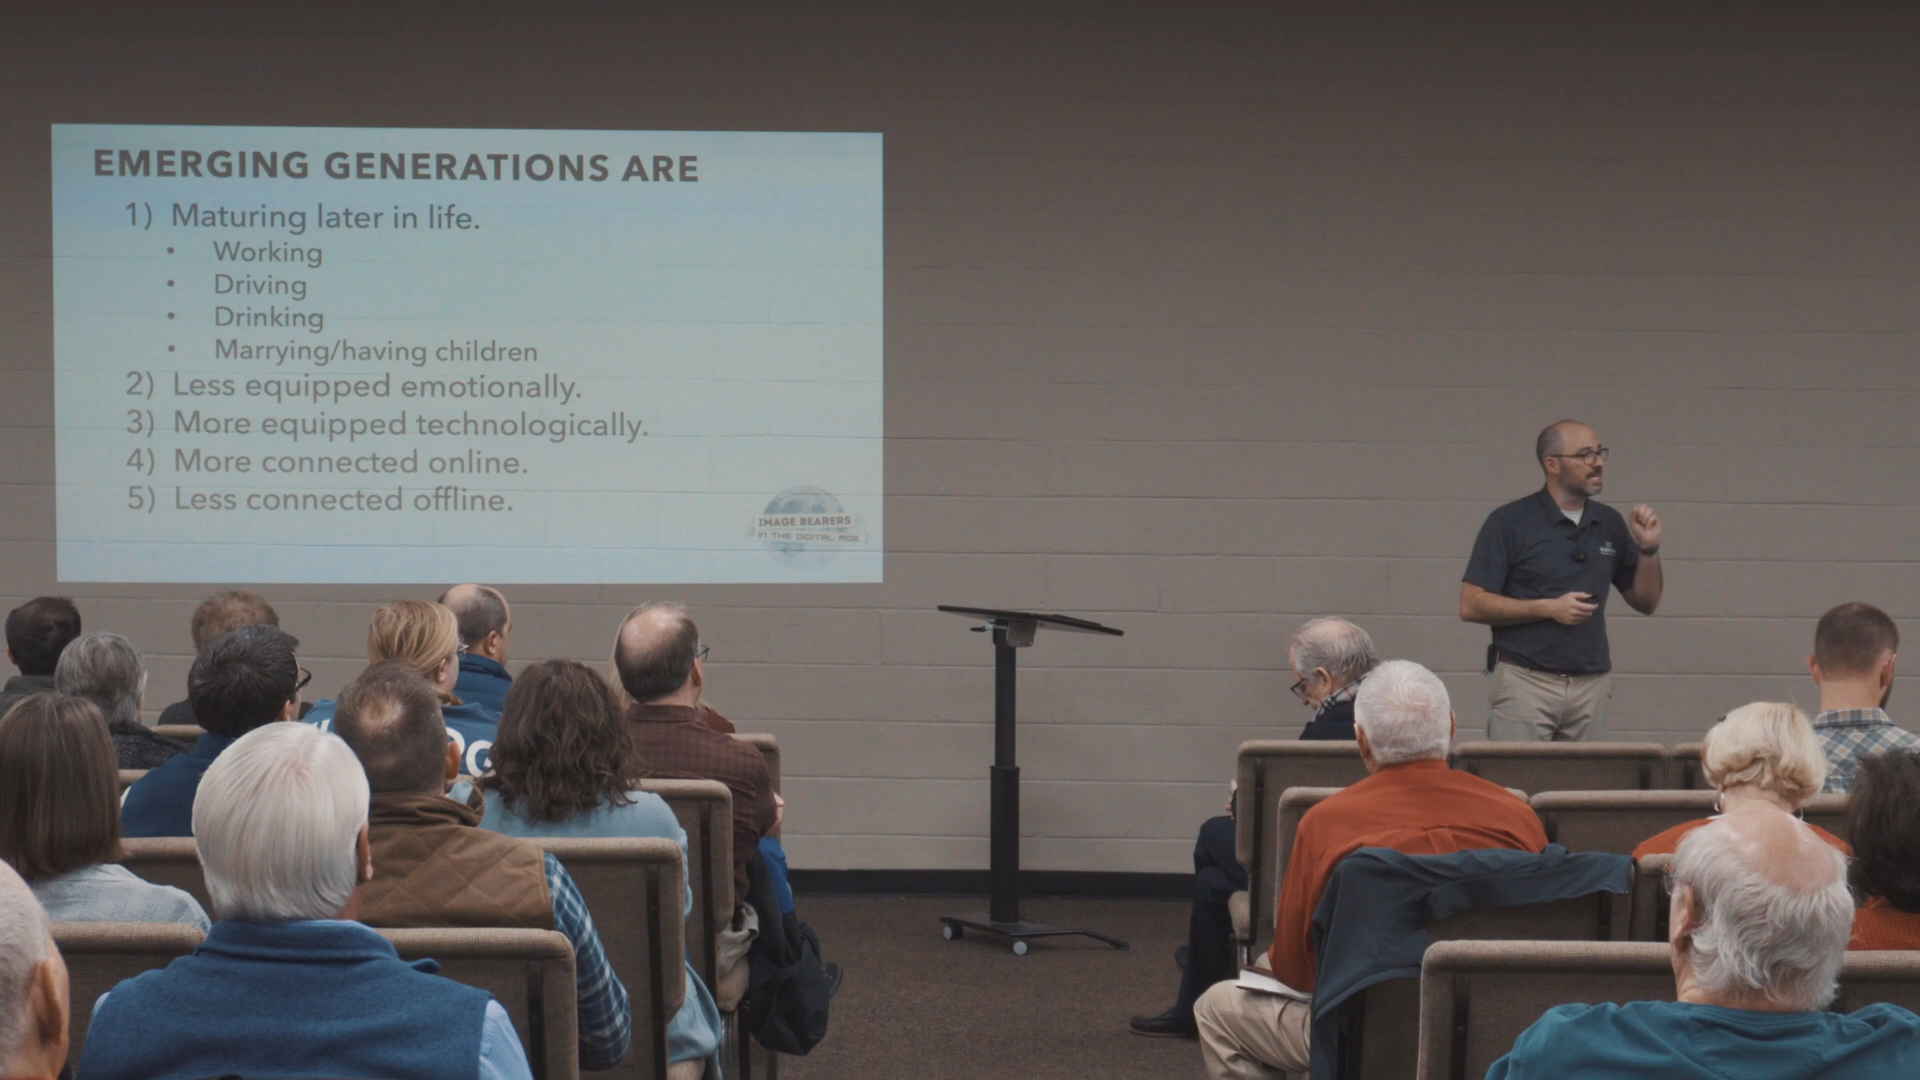 EMERGING GENERATIONS ARE
1) Maturing later in life.
• Working
• Driving
• Drinking
• Marrying/having children
2) Less equipped emotionally.
3) More equipped technologically.
4) More connected online.
5) Less connected offline.
IMAGE BEARERS
IN THE DIGITAL AGE